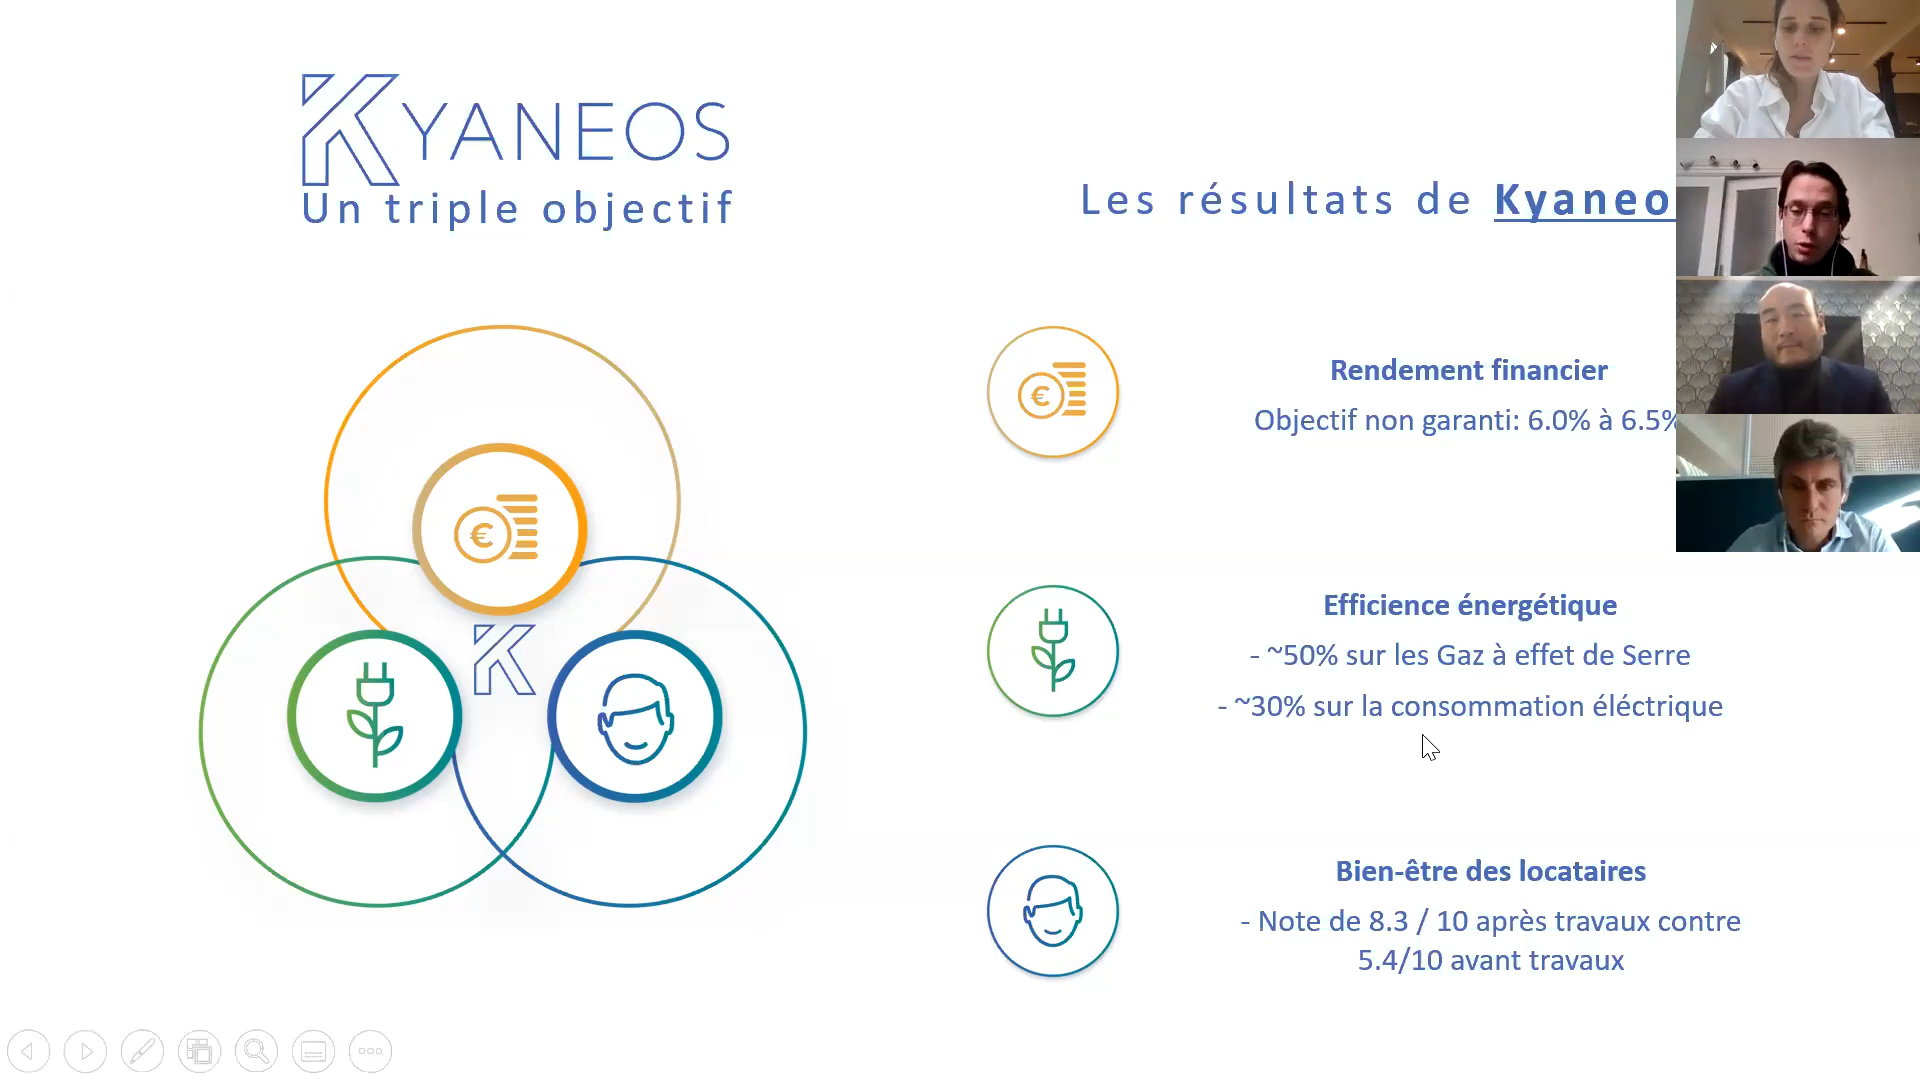 KYANEOS
Un triple objectif
Les résultats de Kyaneo
Rendement financier
Objectif non garanti: 6.0% à 6.5%
Efficience énergétique
- ~50% sur les Gaz à effet de Serre
- ~30% sur la consommation éléctrique
Bien-être des locataires
- Note de 8.3 / 10 après travaux contre
5.4/10 avant travaux